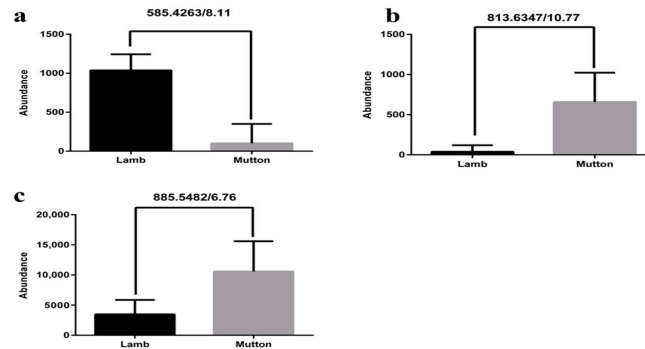 a
585.4263/8.11
Abundance
1500
1000
500
0
Lamb Mutton
b
813.6347/10.77
Abundance
1500
1000
500
0
Lamb Mutton
c
885.5482/6.76
Abundance
20,000
15,000
10,000
5000
0
Lamb Mutton